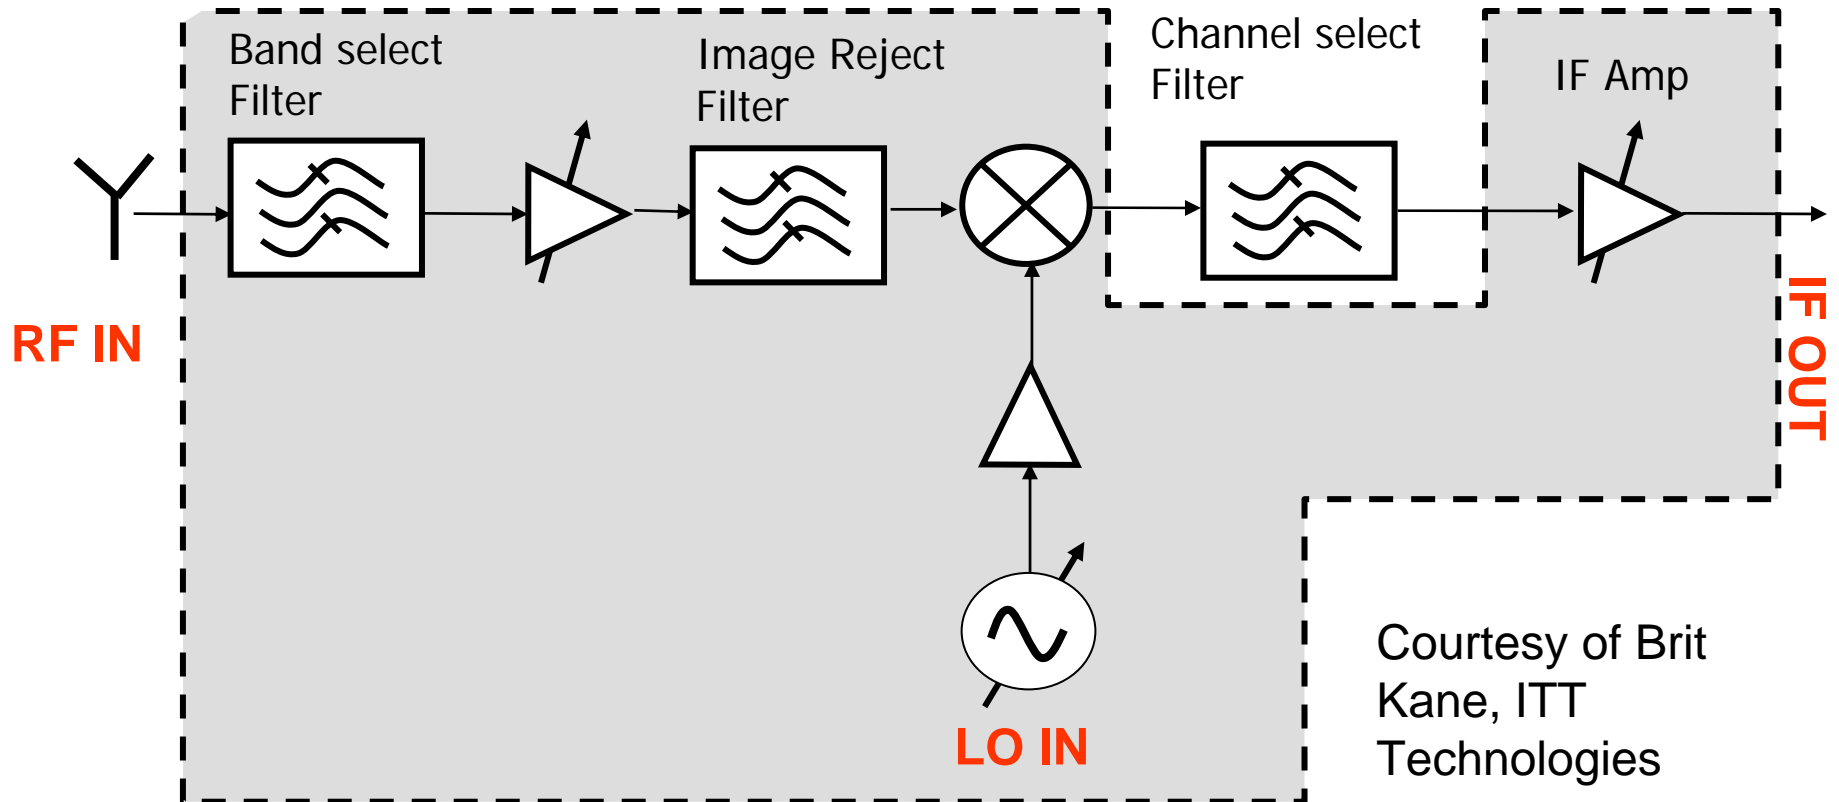 Band select
Filter
Image Reject
Filter
Channel select
Filter
IF Amp
RF IN
IF OUT
LO IN
Courtesy of Brit
Kane, ITT
Technologies